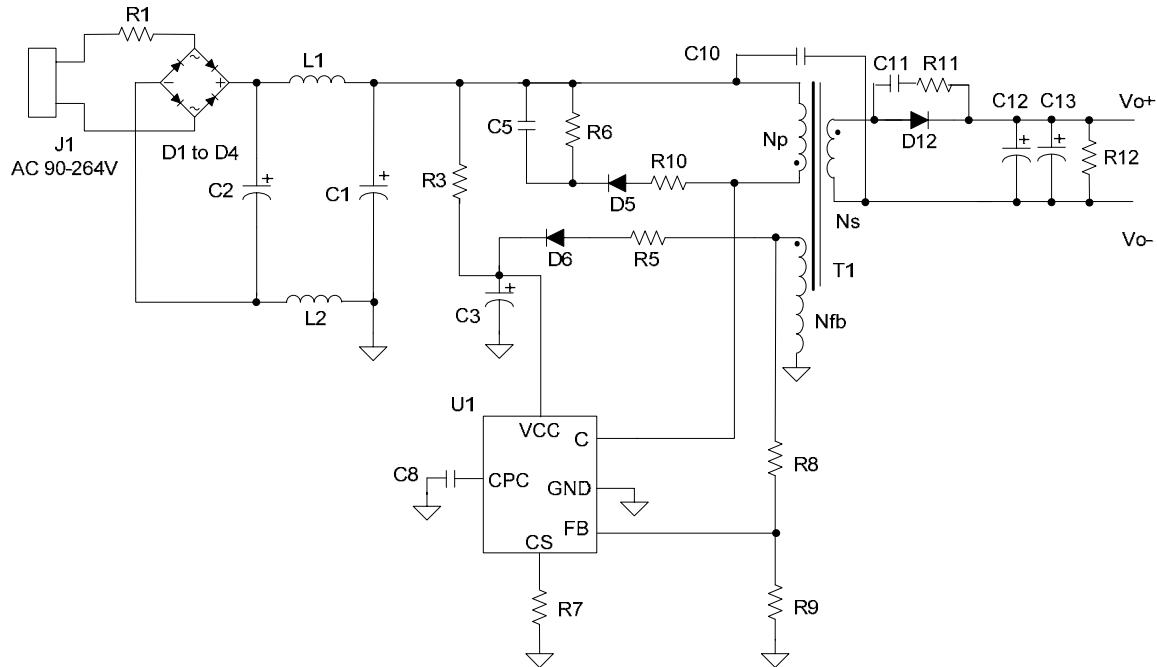 R1
~
-
+
~
J1
AC 90-264V
D1 to D4
L1
C2
+
C1
+
L2
R3
C5
R6
R10
D5
D6
R5
C3
+
C10
Np
Ns
T1
Nfb
C11
R11
D12
C12
+
C13
+
R12
Vo+
Vo-
U1
VCC
C
CPC
GND
FB
CS
C8
R7
R8
R9